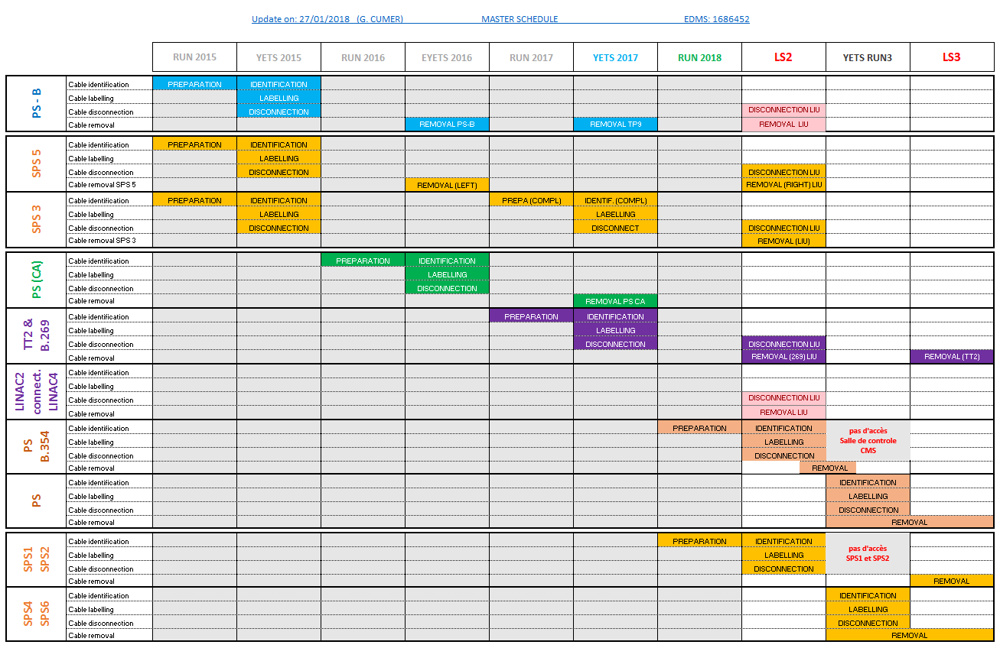 Update on: 27/01/2018 (G. CUMER) MASTER SCHEDULE EDMS: 1686452
RUN 2015 YETS 2015 RUN 2016 EYETS 2016 RUN 2017 YETS 2017 RUN 2018 LS2 YETS RUN3 LS3
PS - B
Cable identification PREPARATION IDENTIFICATION
Cable labelling LABELLING
Cable disconnection DISCONNECTION DISCONNECTION LIU
Cable removal REMOVAL PS-B REMOVAL TP9 REMOVAL LIU
SPS 5
Cable identification PREPARATION IDENTIFICATION
Cable labelling LABELLING
Cable disconnection DISCONNECTION DISCONNECTION LIU
Cable removal SPS 5 REMOVAL (LEFT) REMOVAL (RIGHT) LIU
SPS 3
Cable identification PREPARATION IDENTIFICATION PREPA (COMPL) IDENTIF. (COMPL)
Cable labelling LABELLING LABELLING
Cable disconnection DISCONNECTION DISCONNECT DISCONNECTION LIU
Cable removal SPS 3 REMOVAL (LIU)
PS (CA)
Cable identification PREPARATION IDENTIFICATION
Cable labelling LABELLING
Cable disconnection DISCONNECTION
Cable removal REMOVAL PS CA
TT2 &
B.269
Cable identification PREPARATION IDENTIFICATION
Cable labelling LABELLING
Cable disconnection DISCONNECTION DISCONNECTION LIU
Cable removal REMOVAL (269) LIU REMOVAL (TT2)
LINAC2
connect.
LINAC4
Cable identification
Cable labelling
Cable disconnection DISCONNECTION LIU
Cable removal REMOVAL LIU
PS
B.354
Cable identification PREPARATION IDENTIFICATION
Cable labelling LABELLING
Cable disconnection DISCONNECTION
Cable removal REMOVAL
pas d'accès
Salle de controle
CMS
PS
Cable identification IDENTIFICATION
Cable labelling LABELLING
Cable disconnection DISCONNECTION
Cable removal REMOVAL
SPS1
SPS2
Cable identification PREPARATION IDENTIFICATION
Cable labelling LABELLING
Cable disconnection DISCONNECTION
Cable removal REMOVAL
pas d'accès
SPS1 et SPS2
SPS4
SPS6
Cable identification IDENTIFICATION
Cable labelling LABELLING
Cable disconnection DISCONNECTION
Cable removal REMOVAL